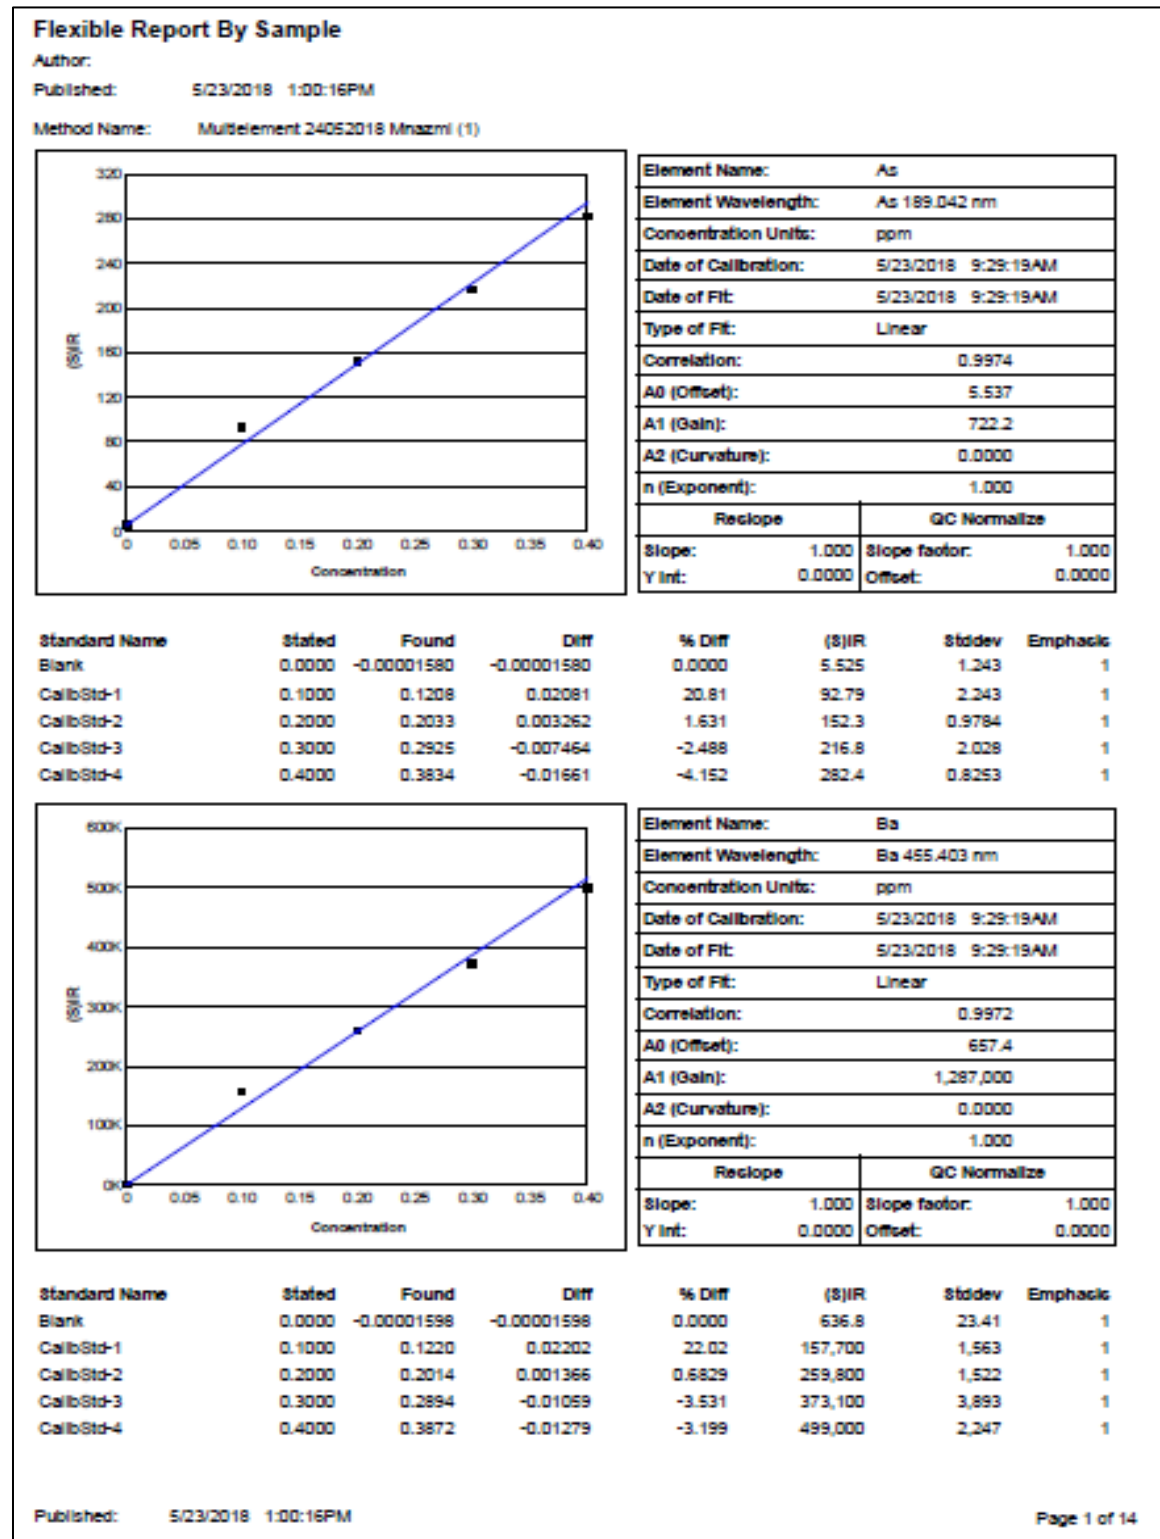 Flexible Report By Sample
Author:
Published: 5/23/2018 1:00:16PM
Method Name: Multielement 24052018 Mnazmi (1)
320
280
240
200
160
120
80
40
0
(S)IR
0 0.05 0.10 0.15 0.20 0.25 0.30 0.35 0.40
Concentration
Element Name: As
Element Wavelength: As 189.042 nm
Concentration Units: ppm
Date of Calibration: 5/23/2018 9:29:19AM
Date of Fit: 5/23/2018 9:29:19AM
Type of Fit: Linear
Correlation: 0.9974
A0 (Offset): 5.537
A1 (Gain): 722.2
A2 (Curvature): 0.0000
n (Exponent): 1.000
Reslope QC Normalize
Slope: 1.000 Slope factor: 1.000
Y Int: 0.0000 Offset: 0.0000
Standard Name Stated Found Diff % Diff (S)IR Stddev Emphasis
Blank 0.0000 -0.00001580 -0.00001580 0.0000 5.525 1.243 1
CalibStd-1 0.1000 0.1208 0.02081 20.81 92.79 2.243 1
CalibStd-2 0.2000 0.2033 0.003262 1.631 152.3 0.9784 1
CalibStd-3 0.3000 0.2925 -0.007464 -2.488 216.8 2.028 1
CalibStd-4 0.4000 0.3834 -0.01661 -4.152 282.4 0.8253 1
600K
500K
400K
300K
200K
100K
0K
(S)IR
0 0.05 0.10 0.15 0.20 0.25 0.30 0.35 0.40
Concentration
Element Name: Ba
Element Wavelength: Ba 455.403 nm
Concentration Units: ppm
Date of Calibration: 5/23/2018 9:29:19AM
Date of Fit: 5/23/2018 9:29:19AM
Type of Fit: Linear
Correlation: 0.9972
A0 (Offset): 657.4
A1 (Gain): 1,287,000
A2 (Curvature): 0.0000
n (Exponent): 1.000
Reslope QC Normalize
Slope: 1.000 Slope factor: 1.000
Y Int: 0.0000 Offset: 0.0000
Standard Name Stated Found Diff % Diff (S)IR Stddev Emphasis
Blank 0.0000 -0.00001598 -0.00001598 0.0000 636.8 23.41 1
CalibStd-1 0.1000 0.1220 0.02202 22.02 157,700 1,563 1
CalibStd-2 0.2000 0.2014 0.001366 0.6829 259,800 1,522 1
CalibStd-3 0.3000 0.2894 -0.01059 -3.531 373,100 3,893 1
CalibStd-4 0.4000 0.3872 -0.01279 -3.199 499,000 2,247 1
Published: 5/23/2018 1:00:16PM Page 1 of 14